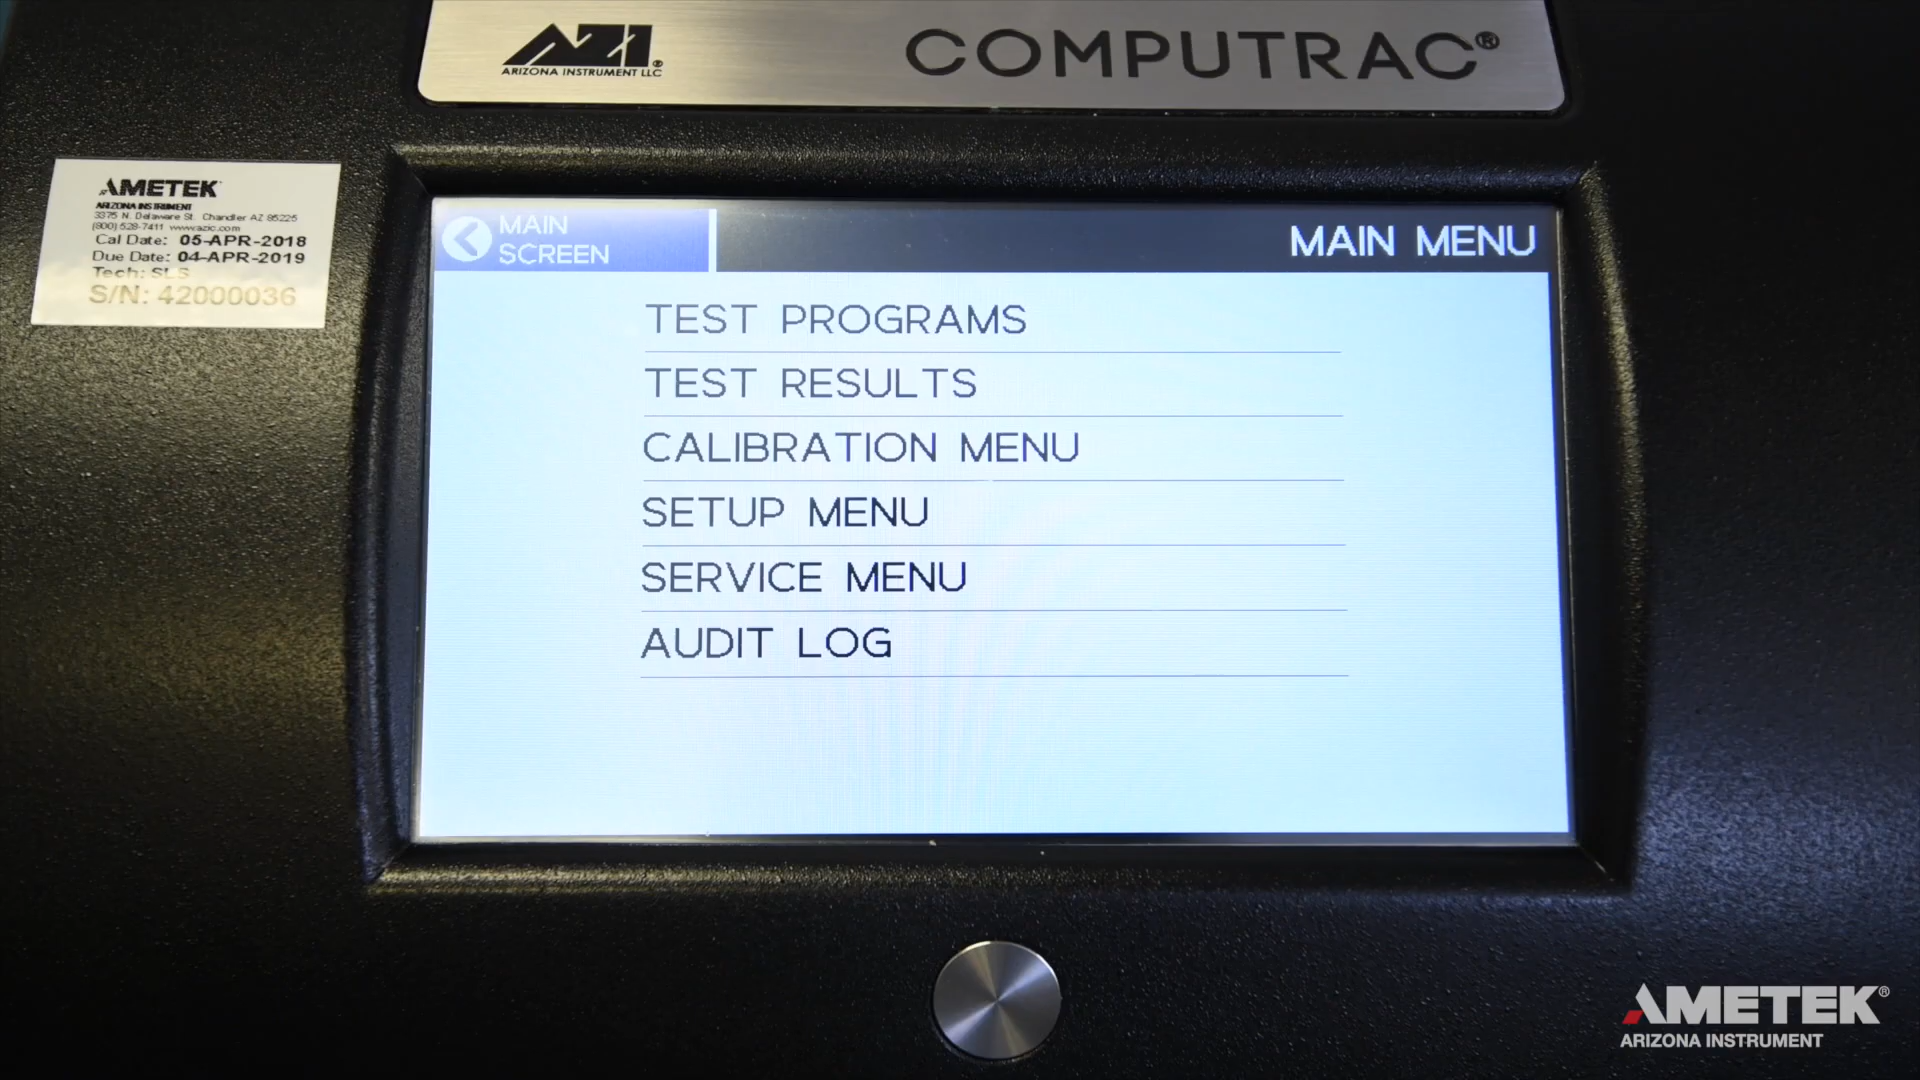 AZI®
ARIZONA INSTRUMENT LLC
COMPUTRAC®
AMETEK
ARIZONA INSTRUMENT
3375 N. Delaware St. Chandler AZ 85225
(800) 528-7411 www.azic.com
Cal Date: 05-APR-2018
Due Date: 04-APR-2019
Tech: SLS
S/N: 42000036
MAIN
SCREEN
MAIN MENU
TEST PROGRAMS
TEST RESULTS
CALIBRATION MENU
SETUP MENU
SERVICE MENU
AUDIT LOG
AMETEK®
ARIZONA INSTRUMENT